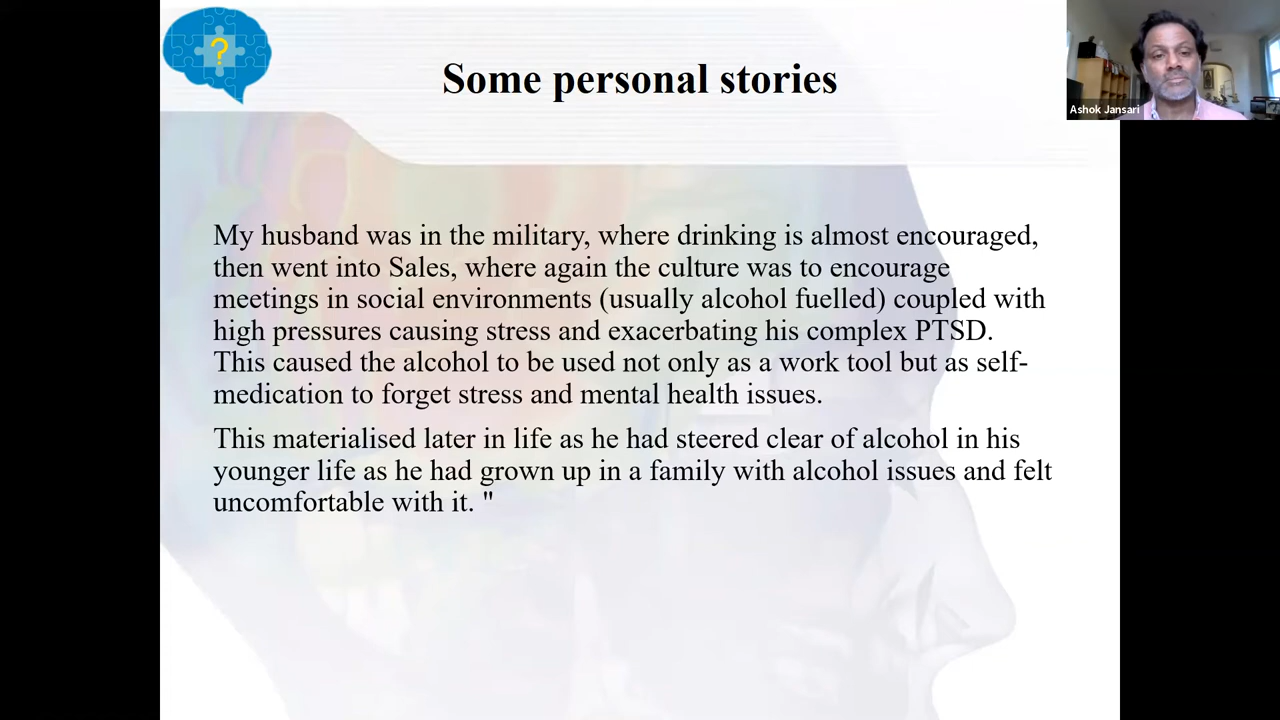 ?
Some personal stories
Ashok Jansari
My husband was in the military, where drinking is almost encouraged,
then went into Sales, where again the culture was to encourage
meetings in social environments (usually alcohol fuelled) coupled with
high pressures causing stress and exacerbating his complex PTSD.
This caused the alcohol to be used not only as a work tool but as self-
medication to forget stress and mental health issues.
This materialised later in life as he had steered clear of alcohol in his
younger life as he had grown up in a family with alcohol issues and felt
uncomfortable with it. "